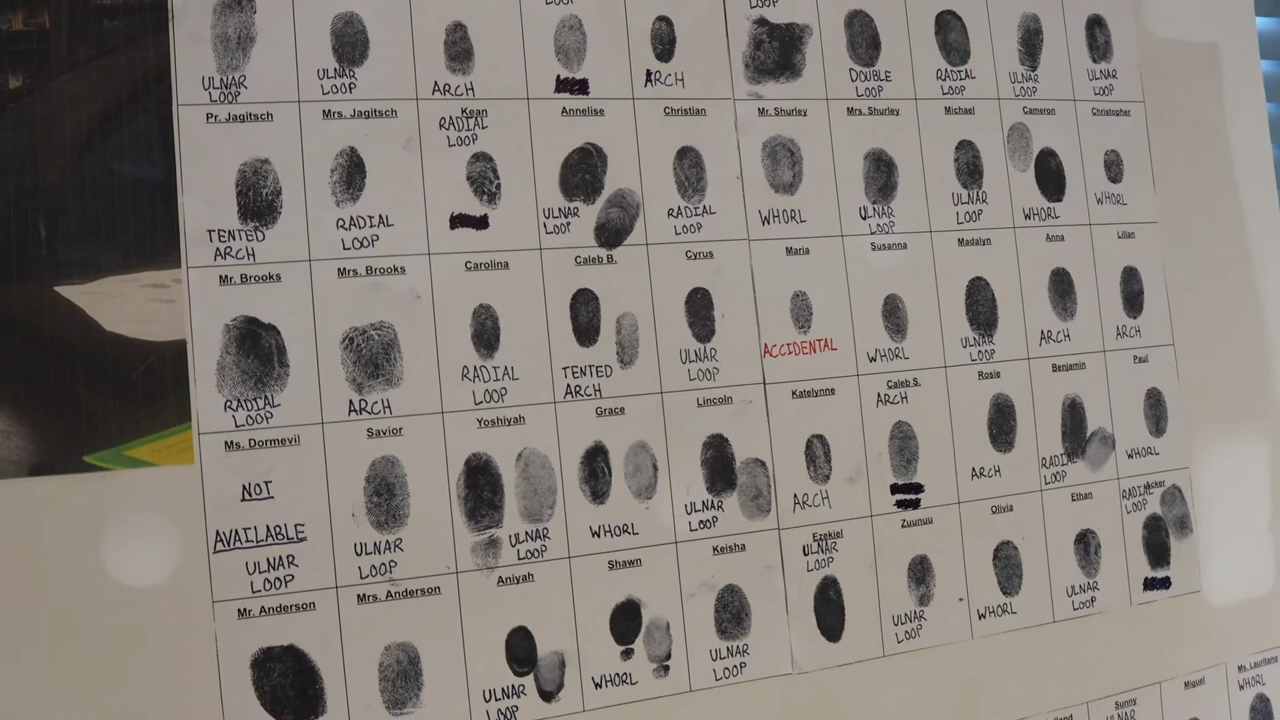 LOOP
LOOP
ULNAR
LOOP
ULNAR
LOOP
ARCH
ARCH
DOUBLE
LOOP
RADIAL
LOOP
ULNAR
LOOP
ULNAR
LOOP
Pr. Jagitsch
Mrs. Jagitsch
Kean
Annelise
Christian
Mr. Shurley
Mrs. Shurley
Michael
Cameron
Christopher
TENTED
ARCH
RADIAL
LOOP
RADIAL
LOOP
ULNAR
LOOP
RADIAL
LOOP
WHORL
ULNAR
LOOP
ULNAR
LOOP
WHORL
WHORL
Mr. Brooks
Mrs. Brooks
Carolina
Caleb B.
Cyrus
Maria
Susanna
Madalyn
Anna
Lilian
RADIAL
LOOP
ARCH
RADIAL
LOOP
TENTED
ARCH
ULNAR
LOOP
ACCIDENTAL
WHORL
ULNAR
LOOP
ARCH
ARCH
Ms. Dormevil
Savior
Yoshiyah
Grace
Lincoln
Katelynne
Caleb S.
Rosie
Benjamin
Paul
NOT
AVAILABLE
ULNAR
LOOP
ULNAR
LOOP
ULNAR
LOOP
WHORL
ULNAR
LOOP
ARCH
ARCH
ARCH
RADIAL
LOOP
WHORL
Mr. Anderson
Mrs. Anderson
Aniyah
Shawn
Keisha
Ezekiel
Zuunuu
Olivia
Ethan
ULNAR
LOOP
WHORL
ULNAR
LOOP
ULNAR
LOOP
ULNAR
LOOP
WHORL
ULNAR
LOOP
RADIAL
LOOP
Sunny
ULNAR
Miguel
Ms. Lauritano
WHORL